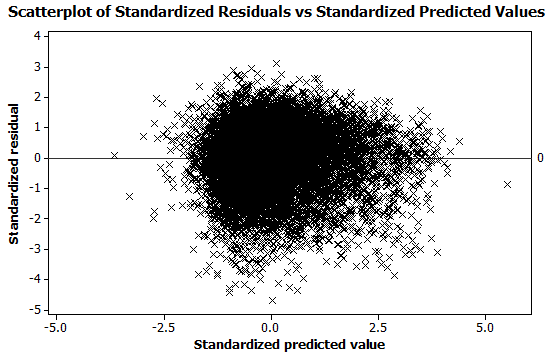 Scatterplot of Standardized Residuals vs Standardized Predicted Values
4
3
2
1
0
-1
-2
-3
-4
-5
Standardized residual
0
-5.0 -2.5 0.0 2.5 5.0
Standardized predicted value